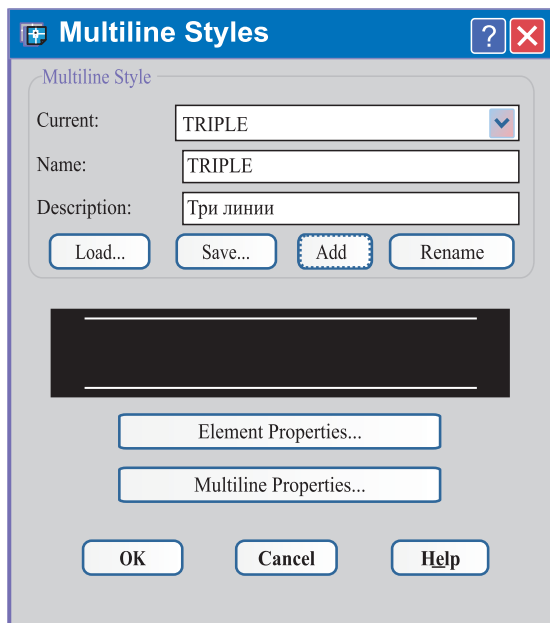 Multiline Styles
?
Multiline Style
Current: TRIPLE
Name: TRIPLE
Description: Три линии
Load... Save... Add Rename
Element Properties...
Multiline Properties...
OK Cancel Help